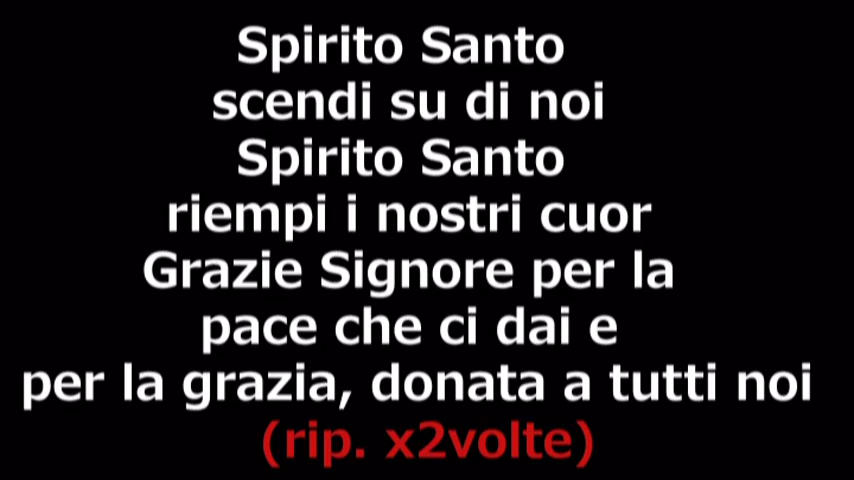 Spirito Santo
scendi su di noi
Spirito Santo
riempi i nostri cuor
Grazie Signore per la
pace che ci dai e
per la grazia, donata a tutti noi
(rip. x2volte)